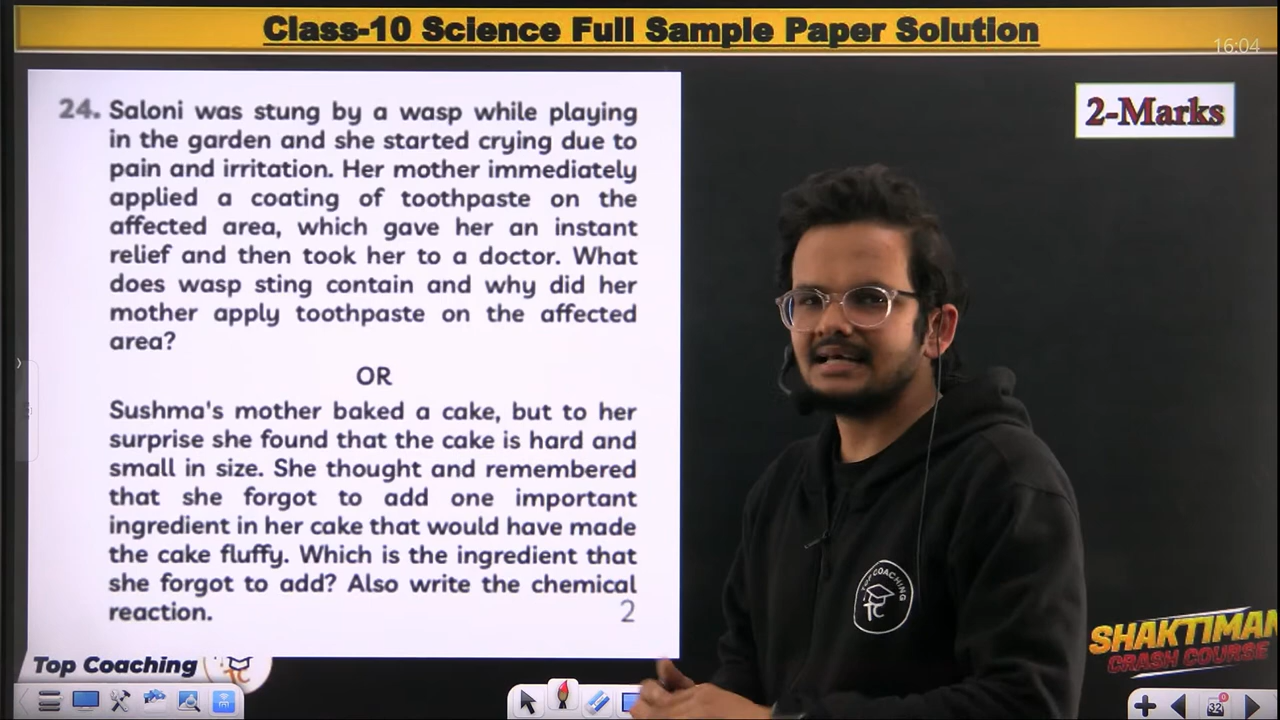 Class-10 Science Full Sample Paper Solution
16:04
2-Marks
24. Saloni was stung by a wasp while playing
in the garden and she started crying due to
pain and irritation. Her mother immediately
applied a coating of toothpaste on the
affected area, which gave her an instant
relief and then took her to a doctor. What
does wasp sting contain and why did her
mother apply toothpaste on the affected
area?
OR
Sushma's mother baked a cake, but to her
surprise she found that the cake is hard and
small in size. She thought and remembered
that she forgot to add one important
ingredient in her cake that would have made
the cake fluffy. Which is the ingredient that
she forgot to add? Also write the chemical
reaction. 2
TOP COACHING
TC
SHAKTIMAN
CRASH COURSE
Top Coaching
TC
32